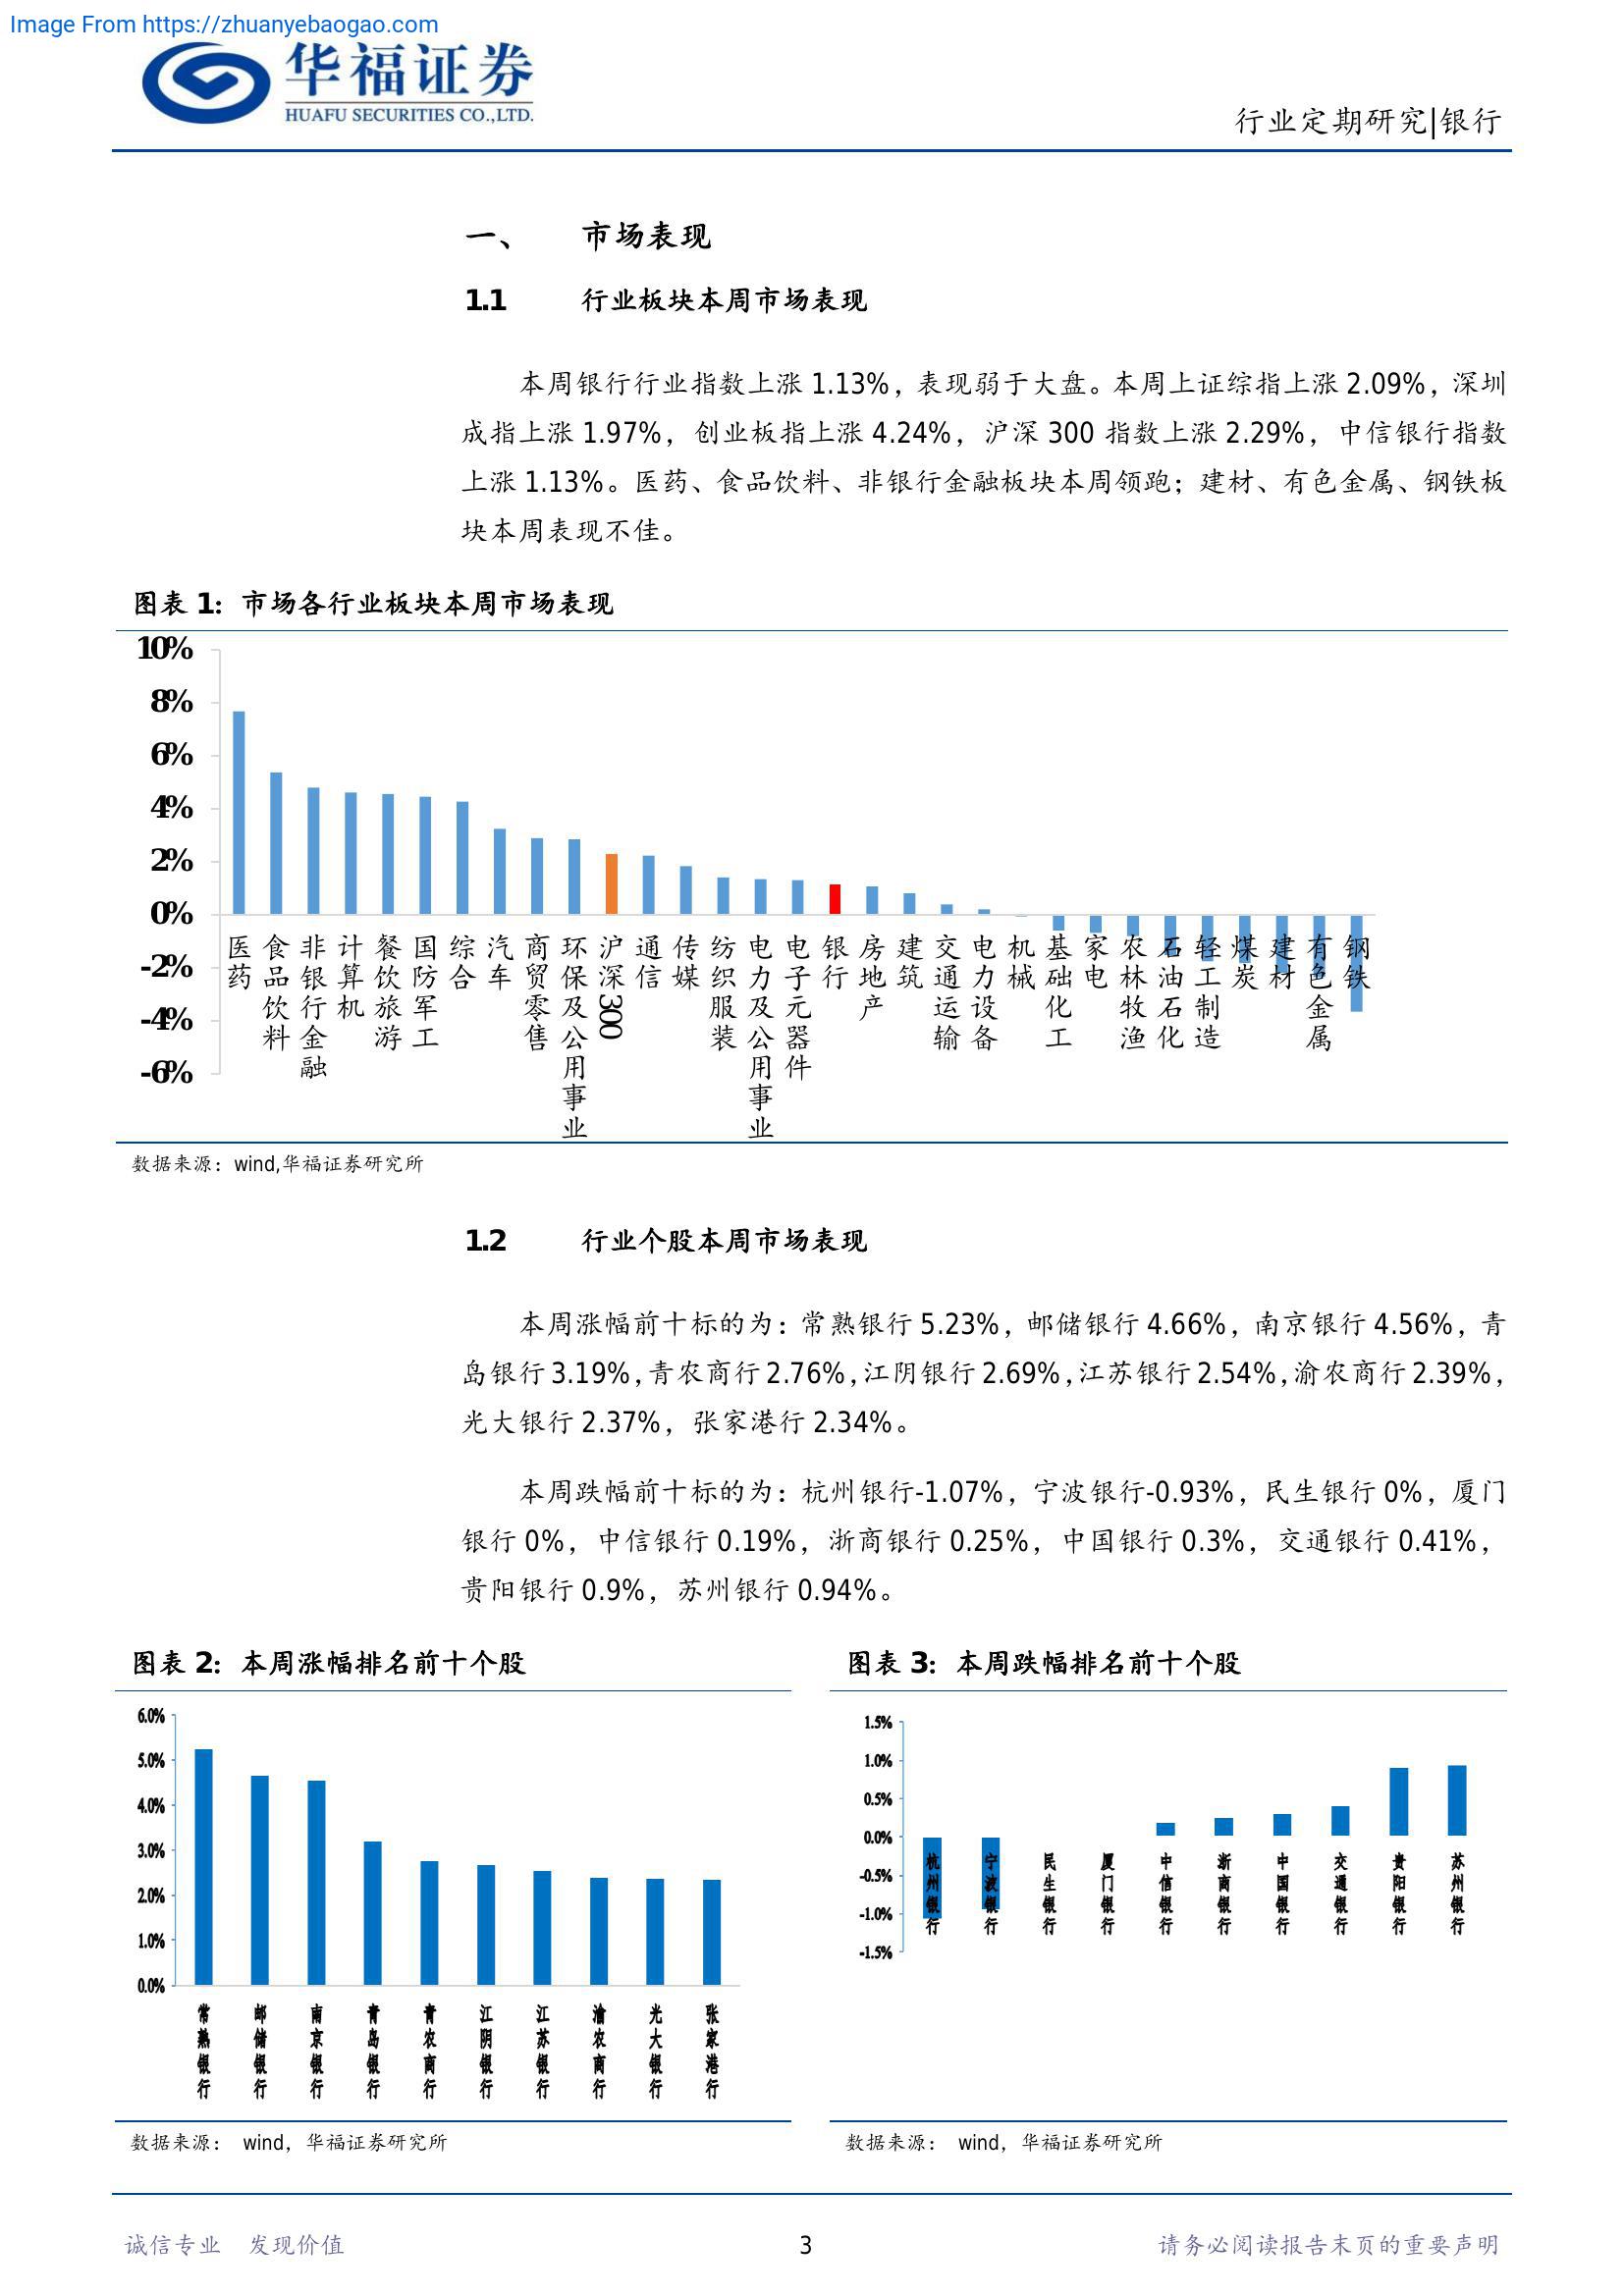 Image From https://zhuanyebaogao.com
华福证券
HUAFU SECURITIES CO.,LTD.
行业定期研究|银行
一、 市场表现
1.1 行业板块本周市场表现
本周银行行业指数上涨 1.13%，表现弱于大盘。本周上证综指上涨 2.09%，深圳
成指上涨 1.97%，创业板指上涨 4.24%，沪深 300 指数上涨 2.29%，中信银行指数
上涨 1.13%。医药、食品饮料、非银行金融板块本周领跑；建材、有色金属、钢铁板
块本周表现不佳。
图表 1：市场各行业板块本周市场表现
10%
8%
6%
4%
2%
0%
-2%
-4%
-6%
医药
食品饮料
非银行金融
计算机
餐饮旅游
国防军工
综合
汽车
商贸零售
环保及公用事业
沪深300
通信
传媒
纺织服装
电力及公用事业
电子元器件
银行
房地产
建筑
交通运输
电力设备
机械
基础化工
家电
农林牧渔
石油石化
轻工制造
煤炭
建材
有色金属
钢铁
数据来源：wind,华福证券研究所
1.2 行业个股本周市场表现
本周涨幅前十标的为：常熟银行 5.23%，邮储银行 4.66%，南京银行 4.56%，青
岛银行 3.19%，青农商行 2.76%，江阴银行 2.69%，江苏银行 2.54%，渝农商行 2.39%，
光大银行 2.37%，张家港行 2.34%。
本周跌幅前十标的为：杭州银行-1.07%，宁波银行-0.93%，民生银行 0%，厦门
银行 0%，中信银行 0.19%，浙商银行 0.25%，中国银行 0.3%，交通银行 0.41%，
贵阳银行 0.9%，苏州银行 0.94%。
图表 2：本周涨幅排名前十个股
6.0%
5.0%
4.0%
3.0%
2.0%
1.0%
0.0%
常熟银行
邮储银行
南京银行
青岛银行
青农商行
江阴银行
江苏银行
渝农商行
光大银行
张家港行
数据来源： wind，华福证券研究所
图表 3：本周跌幅排名前十个股
1.5%
1.0%
0.5%
0.0%
-0.5%
-1.0%
-1.5%
杭州银行
宁波银行
民生银行
厦门银行
中信银行
浙商银行
中国银行
交通银行
贵阳银行
苏州银行
数据来源： wind，华福证券研究所
诚信专业 发现价值
3
请务必阅读报告末页的重要声明